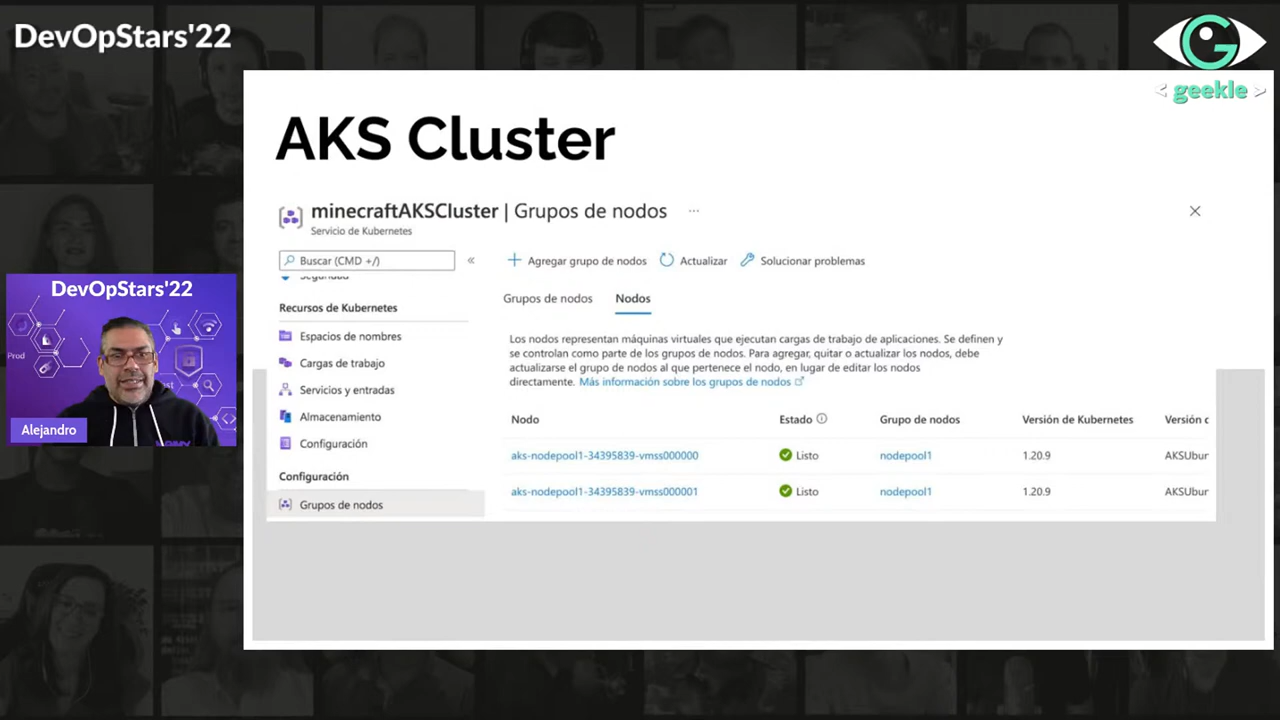 DevOpStars'22
< geekle >
AKS Cluster
minecraftAKSCluster | Grupos de nodos ...
Servicio de Kubernetes
Buscar (CMD +/)
«
Agregar grupo de nodos
Actualizar
Solucionar problemas
Seguridad
Recursos de Kubernetes
Espacios de nombres
Cargas de trabajo
Servicios y entradas
Almacenamiento
Configuración
Configuración
Grupos de nodos
Grupos de nodos
Nodos
Los nodos representan máquinas virtuales que ejecutan cargas de trabajo de aplicaciones. Se definen y
se controlan como parte de los grupos de nodos. Para agregar, quitar o actualizar los nodos, debe
actualizarse el grupo de nodos al que pertenece el nodo, en lugar de editar los nodos
directamente. Más información sobre los grupos de nodos
Nodo Estado Grupo de nodos Versión de Kubernetes Versión c
aks-nodepool1-34395839-vmss000000 Listo nodepool1 1.20.9 AKSUbur
aks-nodepool1-34395839-vmss000001 Listo nodepool1 1.20.9 AKSUbur
DevOpStars'22
Prod
Alejandro